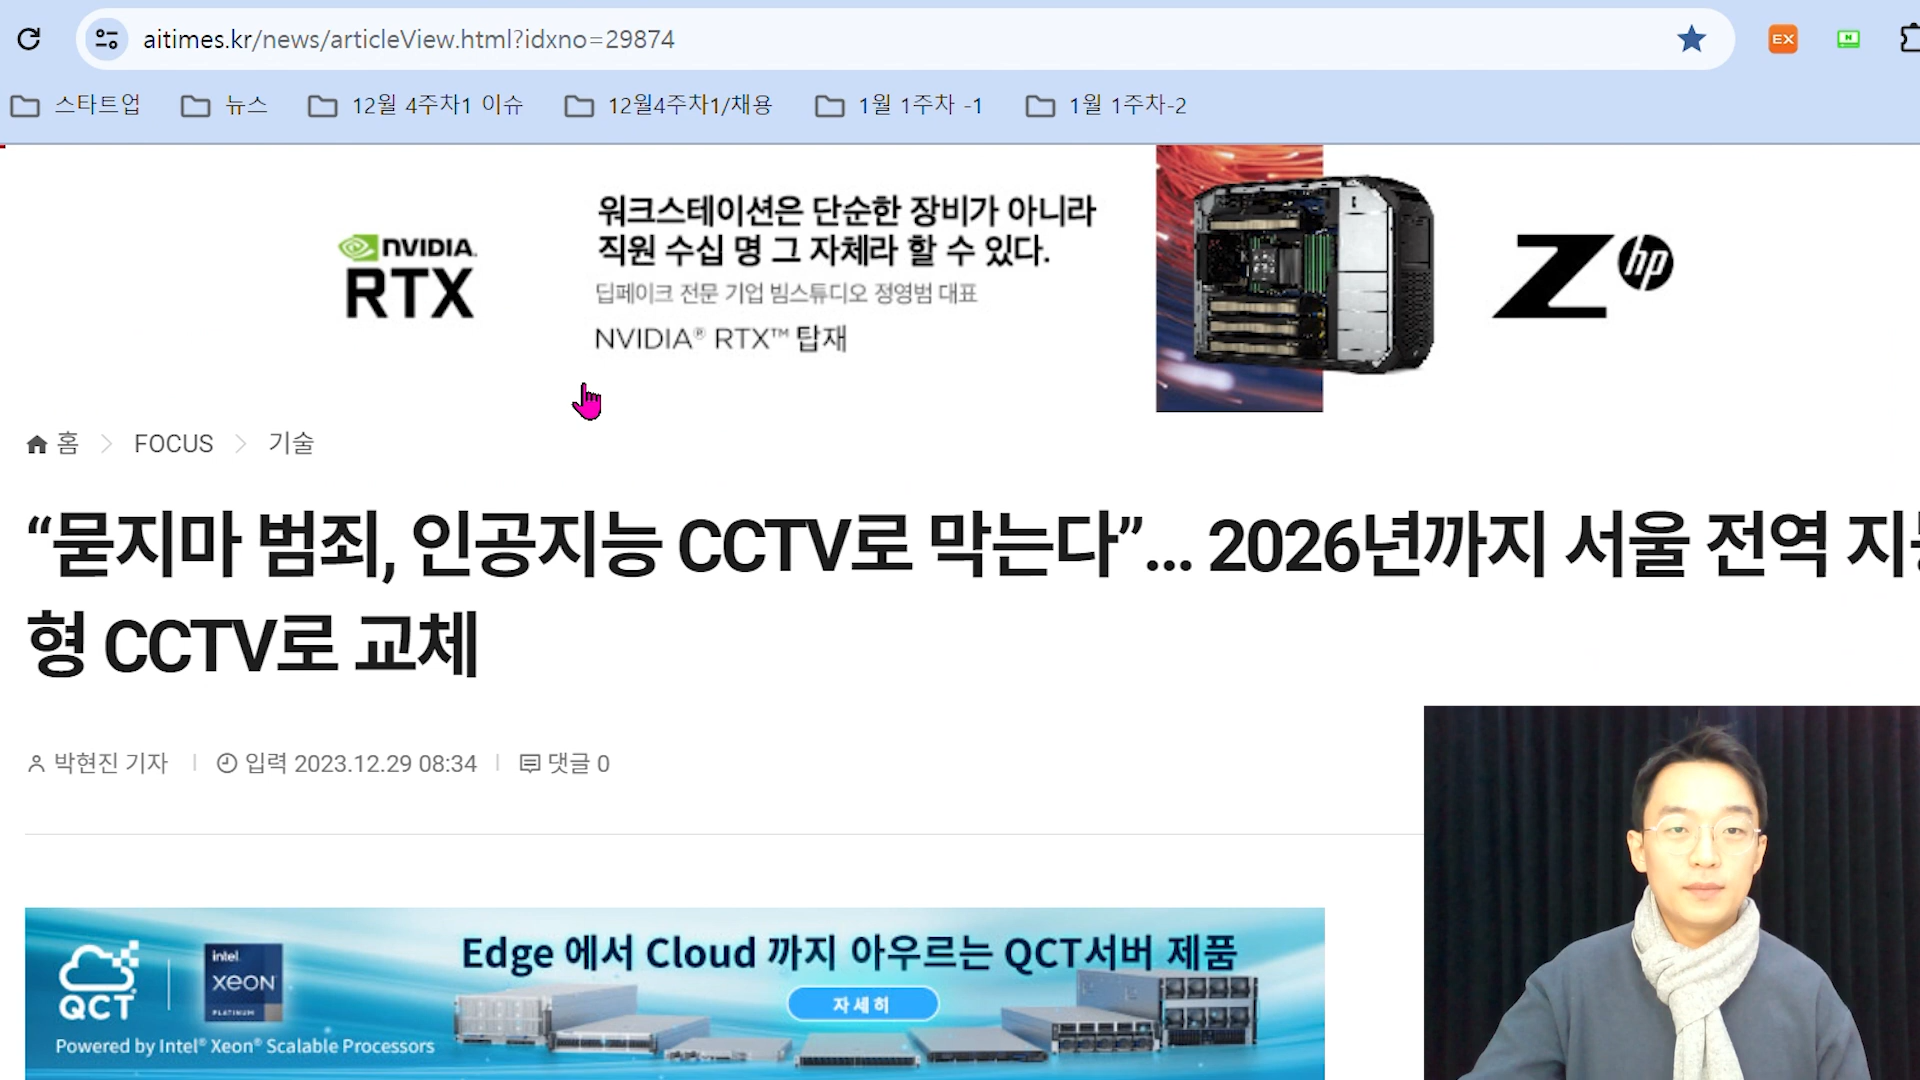 aitimes.kr/news/articleView.html?idxno=29874
EX
N
스타트업
뉴스
12월 4주차1 이슈
12월4주차1/채용
1월 1주차 -1
1월 1주차-2
NVIDIA.
RTX
워크스테이션은 단순한 장비가 아니라
직원 수십 명 그 자체라 할 수 있다.
딥페이크 전문 기업 빔스튜디오 정영범 대표
NVIDIA® RTX™ 탑재
Z hp
홈 > FOCUS > 기술
“묻지마 범죄, 인공지능 CCTV로 막는다”... 2026년까지 서울 전역 지능
형 CCTV로 교체
박현진 기자 | 입력 2023.12.29 08:34 | 댓글 0
QCT
intel.
XEON
PLATINUM
Edge 에서 Cloud 까지 아우르는 QCT서버 제품
자세히
Powered by Intel® Xeon® Scalable Processors